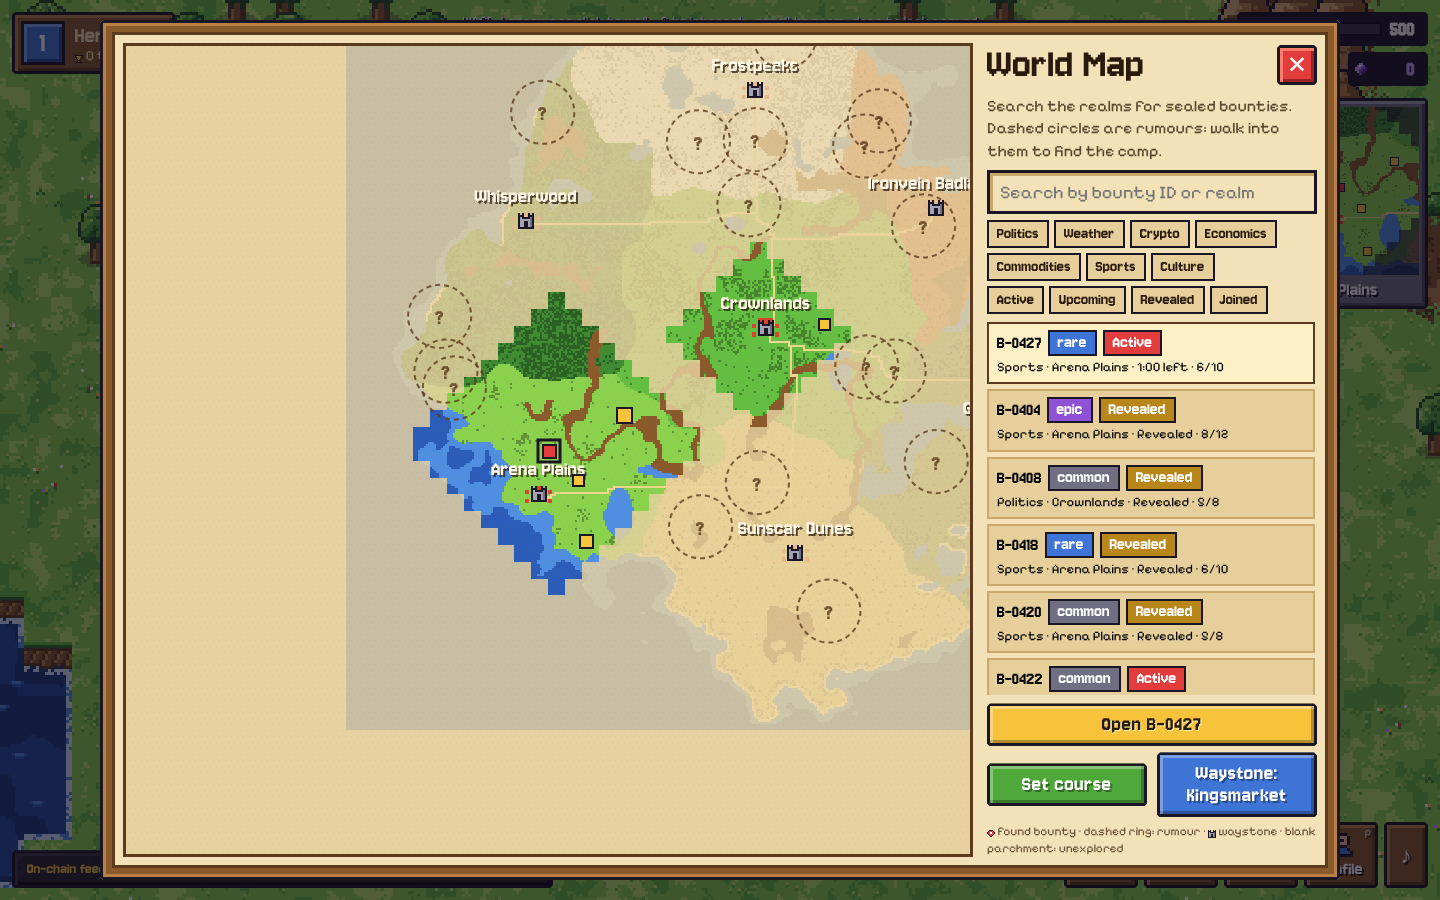 1
500
0
World Map
Search the realms for sealed bounties.
Dashed circles are rumours: walk into
them to find the camp.
Search by bounty ID or realm
Politics Weather Crypto Economics
Commodities Sports Culture
Active Upcoming Revealed Joined
B-0427 rare Active
Sports · Arena Plains · 1:00 left · 6/10
B-0404 epic Revealed
Sports · Arena Plains · Revealed · 8/12
B-0408 common Revealed
Politics · Crownlands · Revealed · S/8
B-0418 rare Revealed
Sports · Arena Plains · Revealed · 6/10
B-0420 common Revealed
Sports · Arena Plains · Revealed · S/8
B-0422 common Active
Open B-0427
Set course
Waystone:
Kingsmarket
Found bounty · dashed ring: rumour · waystone · blank
parchment: unexplored
Frostpeaks
? ? ? ? ?
Whisperwood
Ironvein Badl
? ?
Crownlands
? ? ? ? ?
Arena Plains
? ? ?
Sunscar Dunes
?
Plains
On-chain fee
P